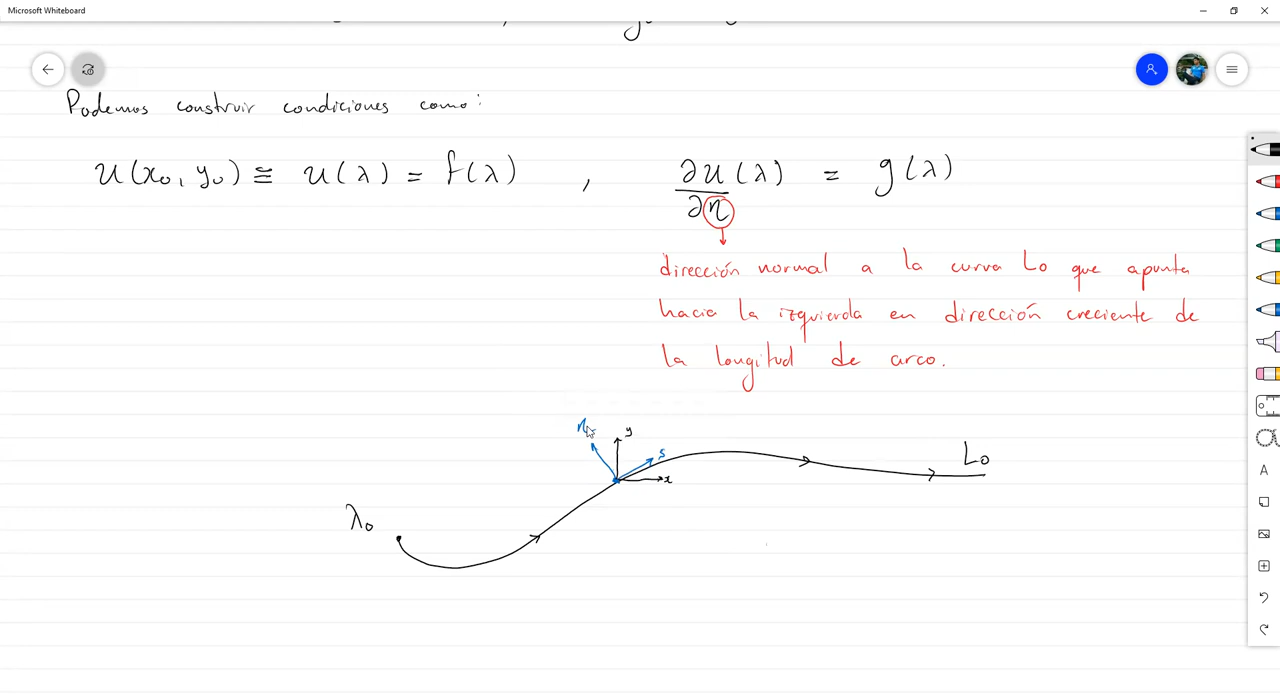 Microsoft Whiteboard
Podemos construir condiciones como:
u(x₀, y₀) ≅ u(λ) = f(λ) , ∂u/∂η (λ) = g(λ)
dirección normal a la curva L₀ que apunta
hacia la izquierda en dirección creciente de
la longitud de arco.
η
y
s
x
L₀
λ₀
A